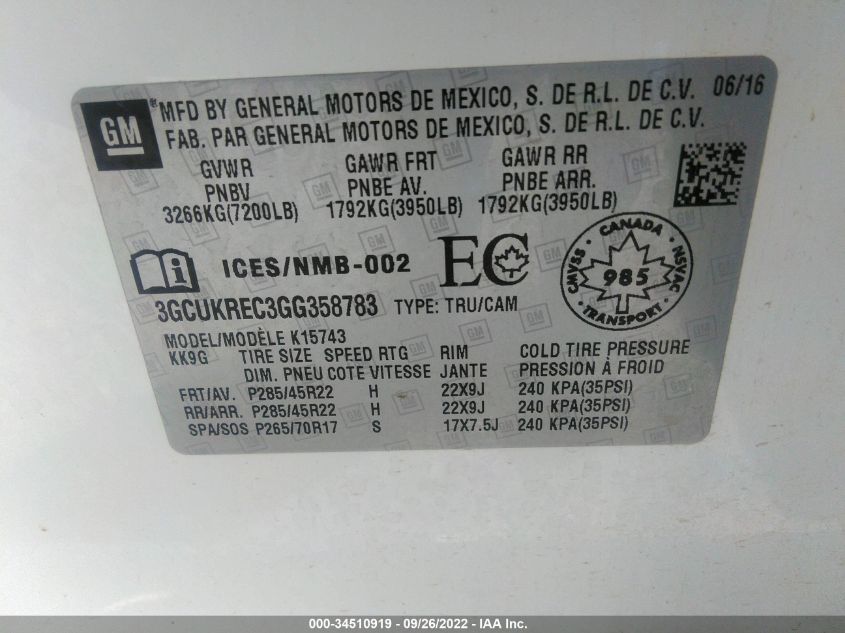 GM
® MFD BY GENERAL MOTORS DE MEXICO, S. DE R.L. DE C.V. 06/16
FAB. PAR GENERAL MOTORS DE MEXICO, S. DE R.L. DE C.V.
GVWR GAWR FRT GAWR RR
PNBV PNBE AV. PNBE ARR.
3266KG(7200LB) 1792KG(3950LB) 1792KG(3950LB)
i ICES/NMB-002 EC
CANADA
CMVSS 985 NSVAC
TRANSPORT
3GCUKREC3GG358783 TYPE: TRU/CAM
MODEL/MODÈLE K15743
KK9G TIRE SIZE SPEED RTG RIM COLD TIRE PRESSURE
DIM. PNEU COTE VITESSE JANTE PRESSION À FROID
FRT/AV. P285/45R22 H 22X9J 240 KPA(35PSI)
RR/ARR. P285/45R22 H 22X9J 240 KPA(35PSI)
SPA/SOS P265/70R17 S 17X7.5J 240 KPA(35PSI)
000-34510919 - 09/26/2022 - IAA Inc.